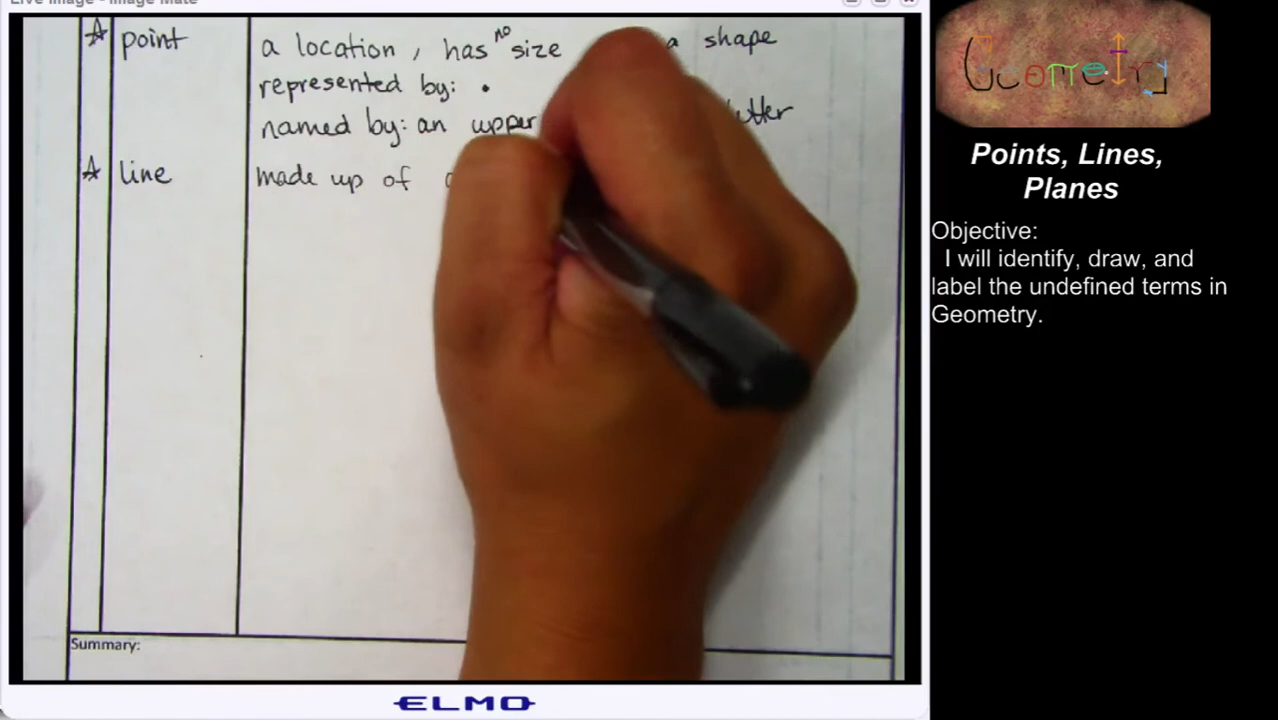 Live Image - Image Mate
☆ point a location, has no size a shape
represented by: •
named by: an upper letter
☆ line made up of
Summary:
ELMO
Geometry
Points, Lines,
Planes
Objective:
I will identify, draw, and
label the undefined terms in
Geometry.